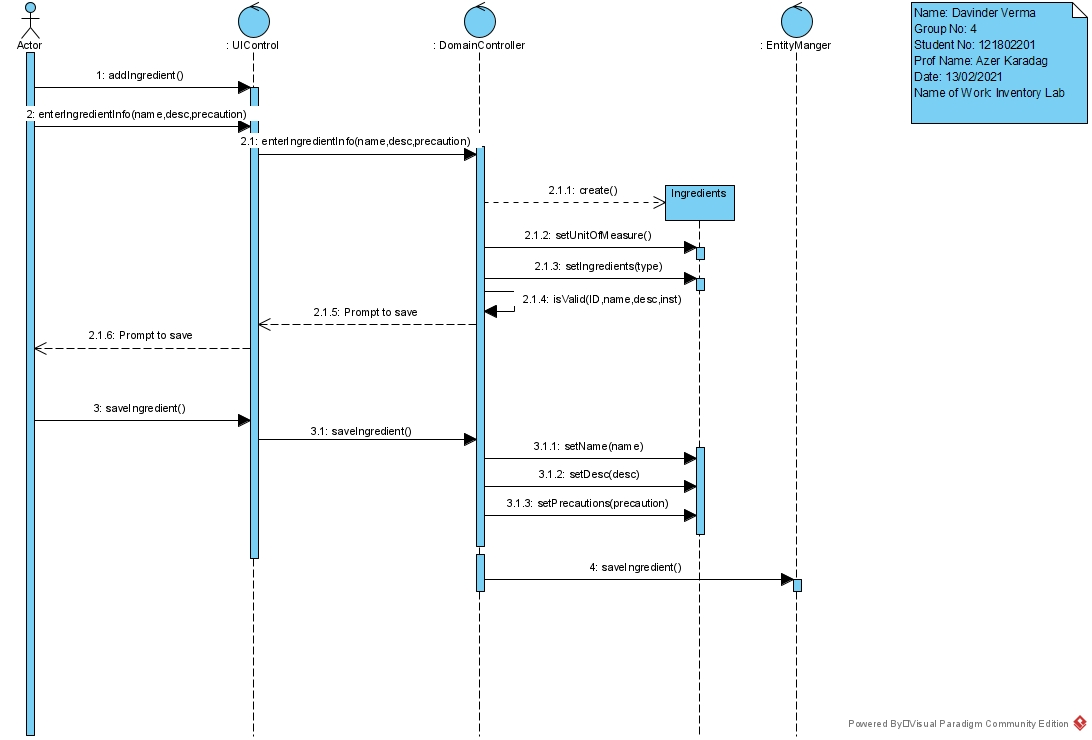 Actor
: UIControl
: DomainController
: EntityManger
Name: Davinder Verma
Group No: 4
Student No: 121802201
Prof Name: Azer Karadag
Date: 13/02/2021
Name of Work: Inventory Lab
1: addIngredient()
2: enterIngredientInfo(name,desc,precaution)
2.1: enterIngredientInfo(name,desc,precaution)
2.1.1: create()
Ingredients
2.1.2: setUnitOfMeasure()
2.1.3: setIngredients(type)
2.1.4: isValid(ID,name,desc,inst)
2.1.5: Prompt to save
2.1.6: Prompt to save
3: saveIngredient()
3.1: saveIngredient()
3.1.1: setName(name)
3.1.2: setDesc(desc)
3.1.3: setPrecautions(precaution)
4: saveIngredient()
Powered By Visual Paradigm Community Edition